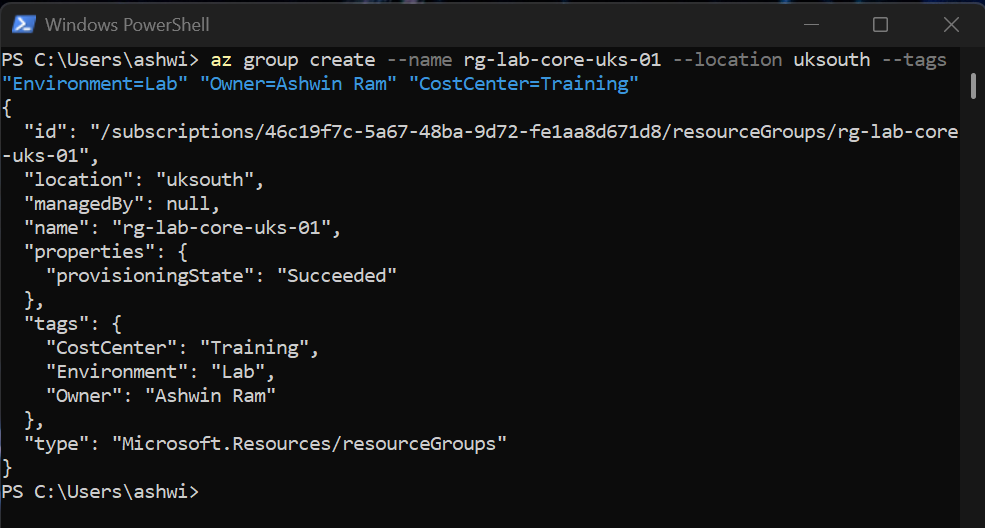 Windows PowerShell
PS C:\Users\ashwi> az group create --name rg-lab-core-uks-01 --location uksouth --tags
"Environment=Lab" "Owner=Ashwin Ram" "CostCenter=Training"
{
  "id": "/subscriptions/46c19f7c-5a67-48ba-9d72-fe1aa8d671d8/resourceGroups/rg-lab-core
-uks-01",
  "location": "uksouth",
  "managedBy": null,
  "name": "rg-lab-core-uks-01",
  "properties": {
    "provisioningState": "Succeeded"
  },
  "tags": {
    "CostCenter": "Training",
    "Environment": "Lab",
    "Owner": "Ashwin Ram"
  },
  "type": "Microsoft.Resources/resourceGroups"
}
PS C:\Users\ashwi>